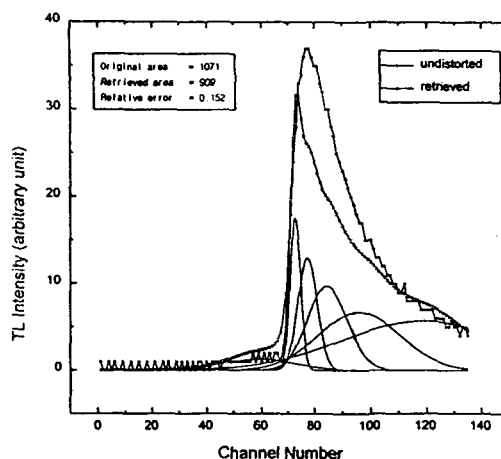 40
30
20
10
0
TL Intensity (arbitrary unit)
Original area = 1071
Retrieved area = 909
Relative error = 0.152
undistorted
retrieved
0 20 40 60 80 100 120 140
Channel Number